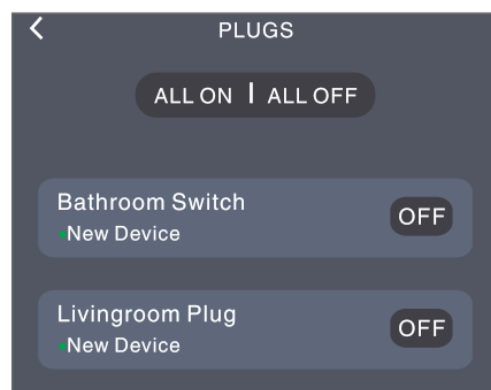 PLUGS
ALL ON | ALL OFF
Bathroom Switch
OFF
New Device
Livingroom Plug
OFF
New Device